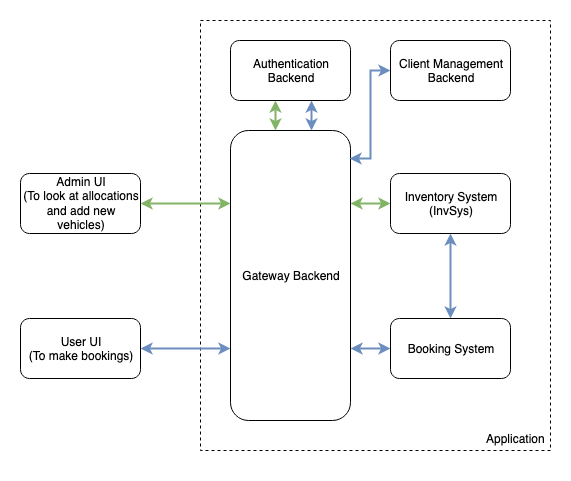 Authentication
Backend
Client Management
Backend
Admin UI
(To look at allocations
and add new
vehicles)
Inventory System
(InvSys)
Gateway Backend
User UI
(To make bookings)
Booking System
Application